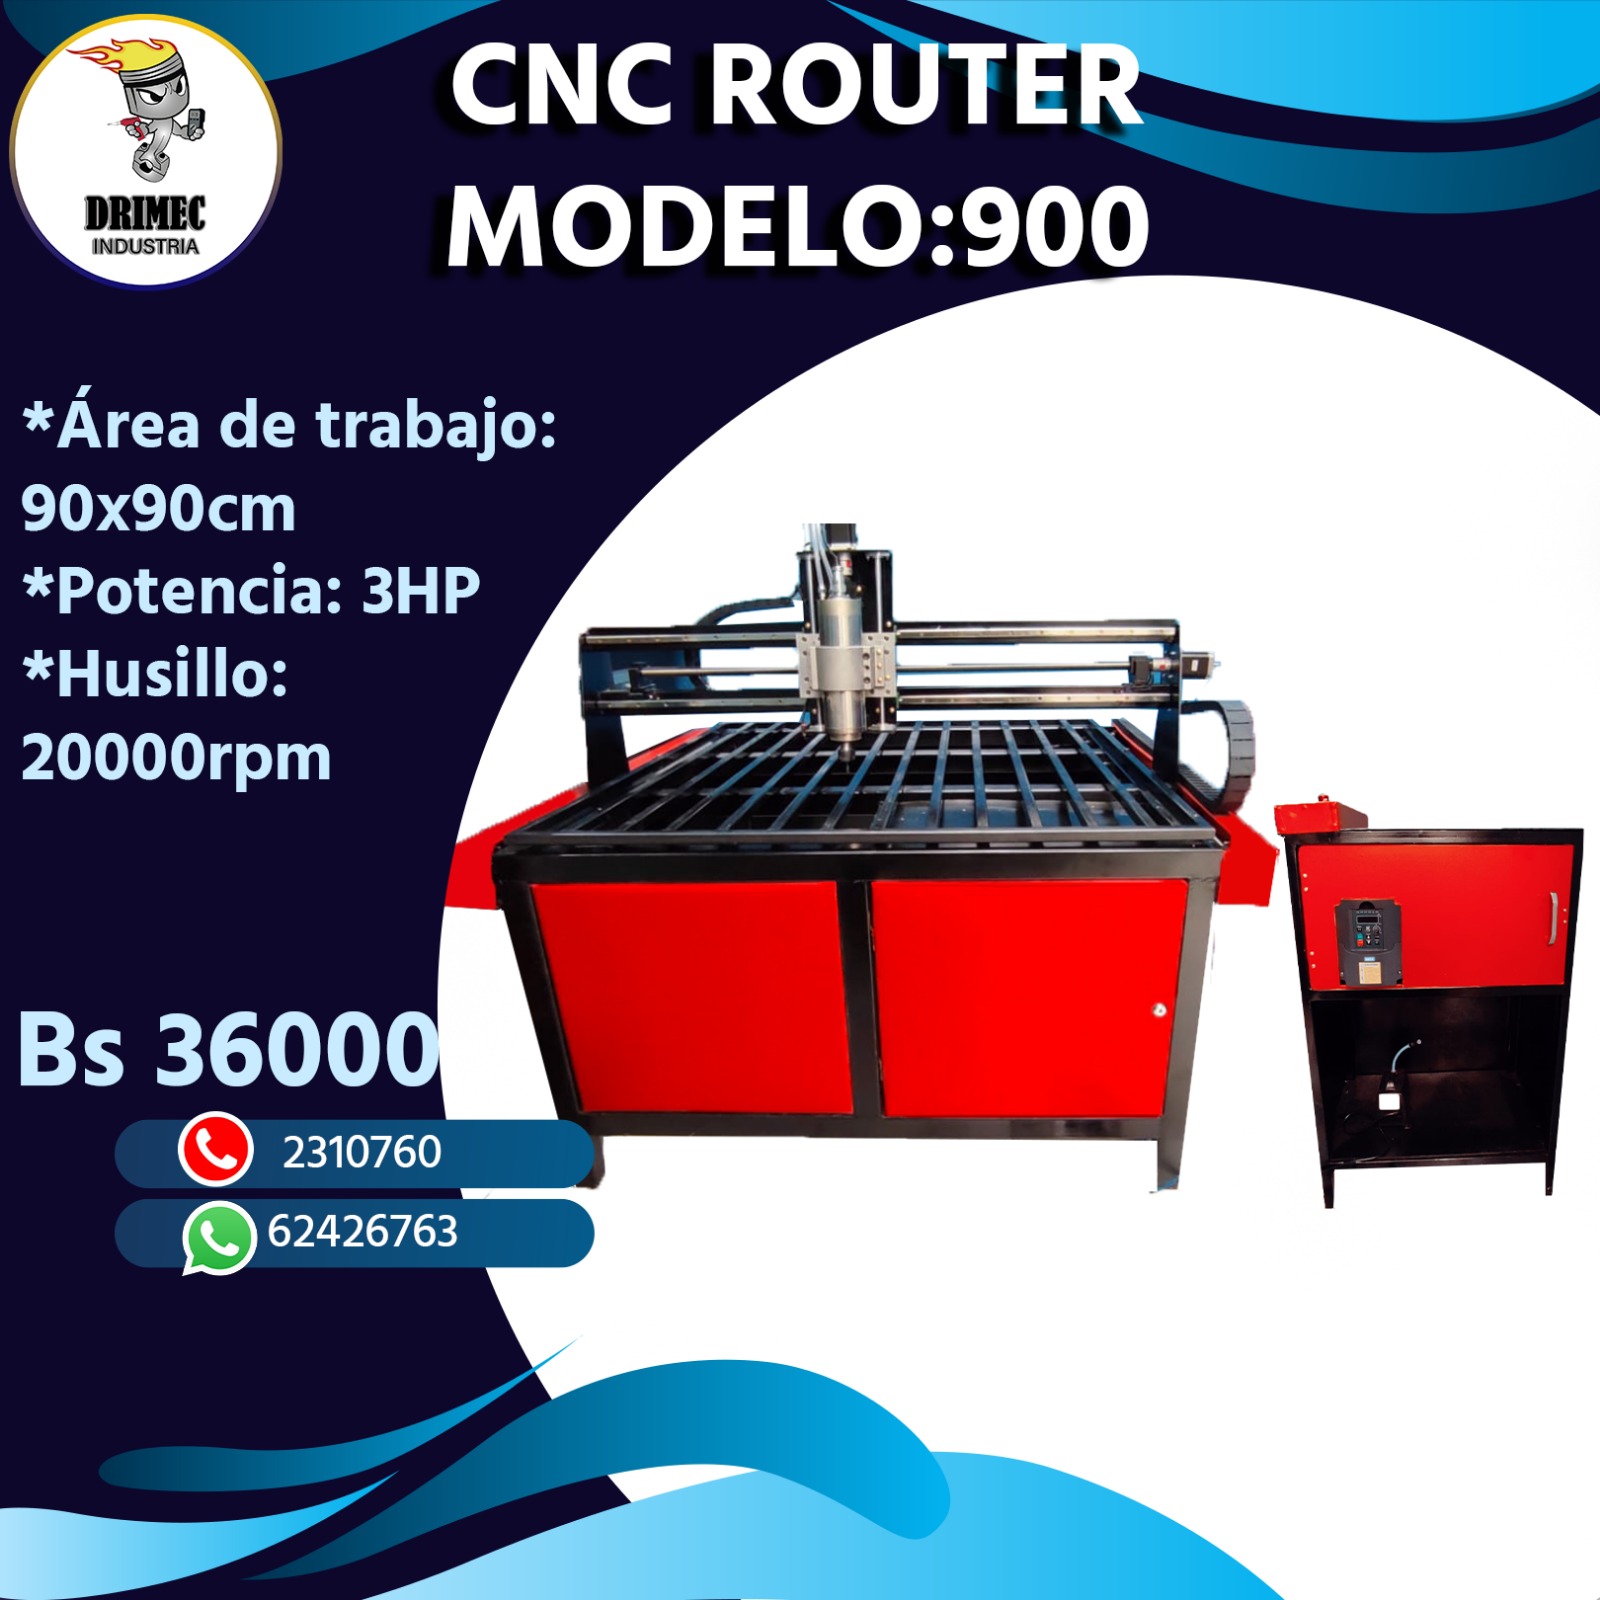 DRIMEC
INDUSTRIA
CNC ROUTER
MODELO:900
*Área de trabajo:
90x90cm
*Potencia: 3HP
*Husillo:
20000rpm
Bs 36000
2310760
62426763